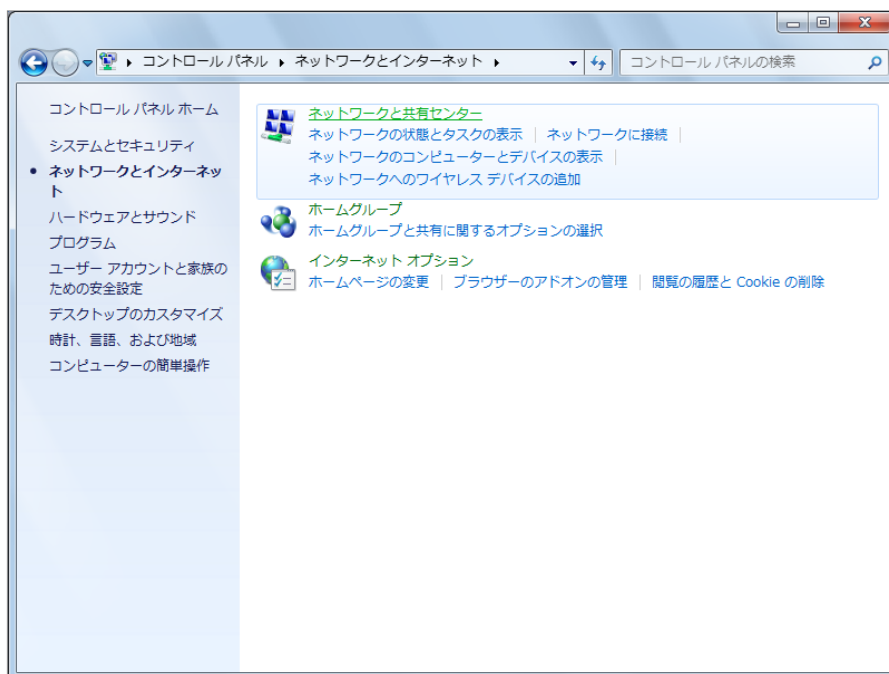 コントロール パネル ▸ ネットワークとインターネット ▸
コントロール パネルの検索
コントロール パネル ホーム
システムとセキュリティ
ネットワークとインターネッ
ト
ハードウェアとサウンド
プログラム
ユーザー アカウントと家族の
ための安全設定
デスクトップのカスタマイズ
時計、言語、および地域
コンピューターの簡単操作
ネットワークと共有センター
ネットワークの状態とタスクの表示 | ネットワークに接続 |
ネットワークのコンピューターとデバイスの表示 |
ネットワークへのワイヤレス デバイスの追加
ホームグループ
ホームグループと共有に関するオプションの選択
インターネット オプション
ホームページの変更 | ブラウザーのアドオンの管理 | 閲覧の履歴と Cookie の削除